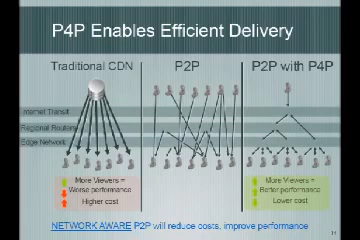 P4P Enables Efficient Delivery
Traditional CDN
P2P
P2P with P4P
Internet Transit
Regional Routers
Edge Network
More Viewers =
Worse performance
Higher cost
More Viewers =
Better performance
Lower cost
NETWORK AWARE P2P will reduce costs, improve performance